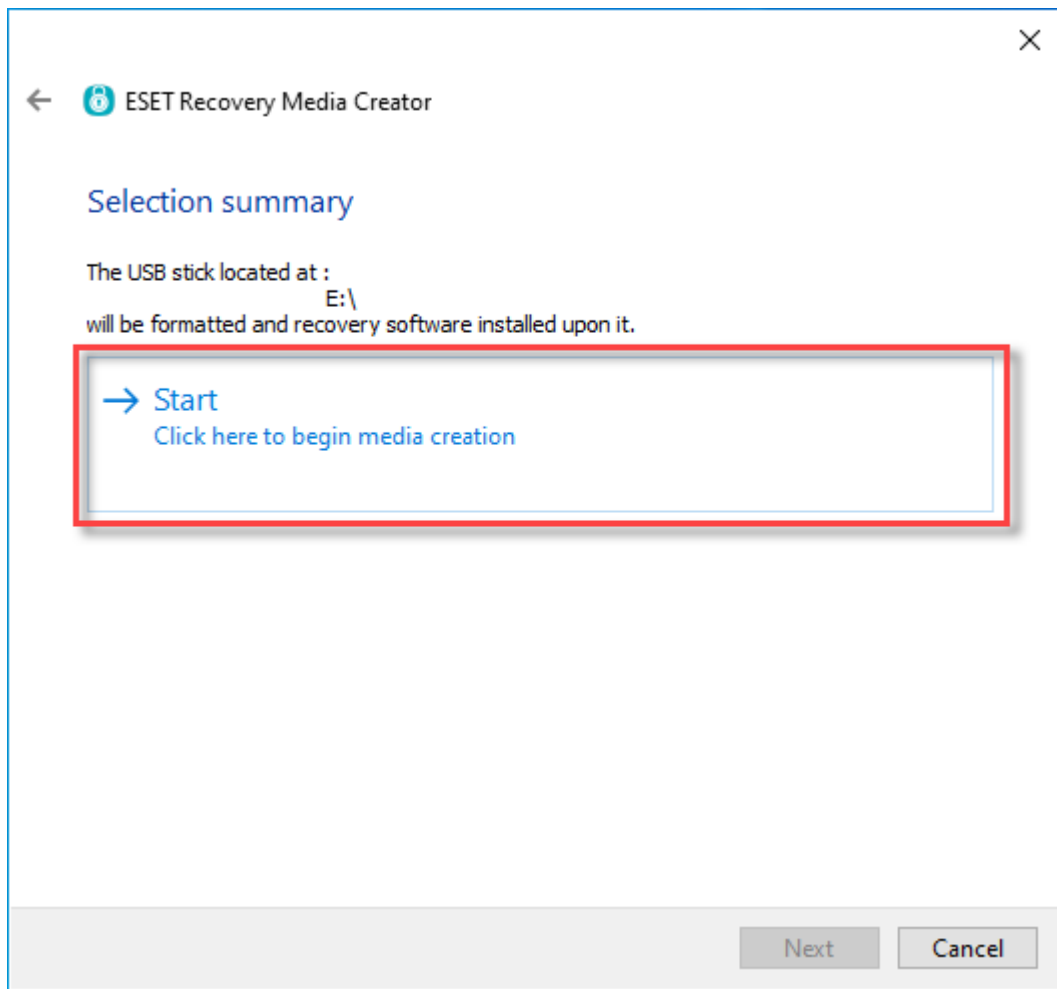 ESET Recovery Media Creator
Selection summary
The USB stick located at :
E:\
will be formatted and recovery software installed upon it.
Start
Click here to begin media creation
Next
Cancel